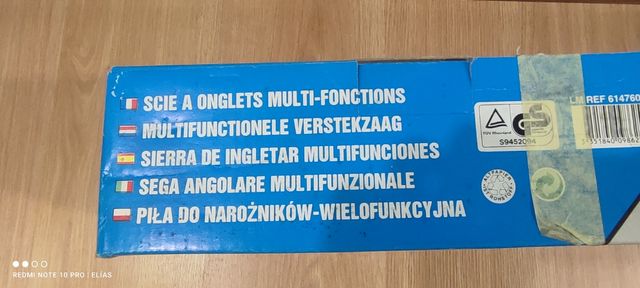 SCIE A ONGLETS MULTI-FONCTIONS
MULTIFUNCTIONELE VERSTEKZAAG
SIERRA DE INGLETAR MULTIFUNCIONES
SEGA ANGOLARE MULTIFUNZIONALE
PIŁA DO NAROŻNIKÓW-WIELOFUNKCYJNA
LM REF 614760
TÜV Rheinland
S9452094
REDMI NOTE 10 PRO | ELÍAS